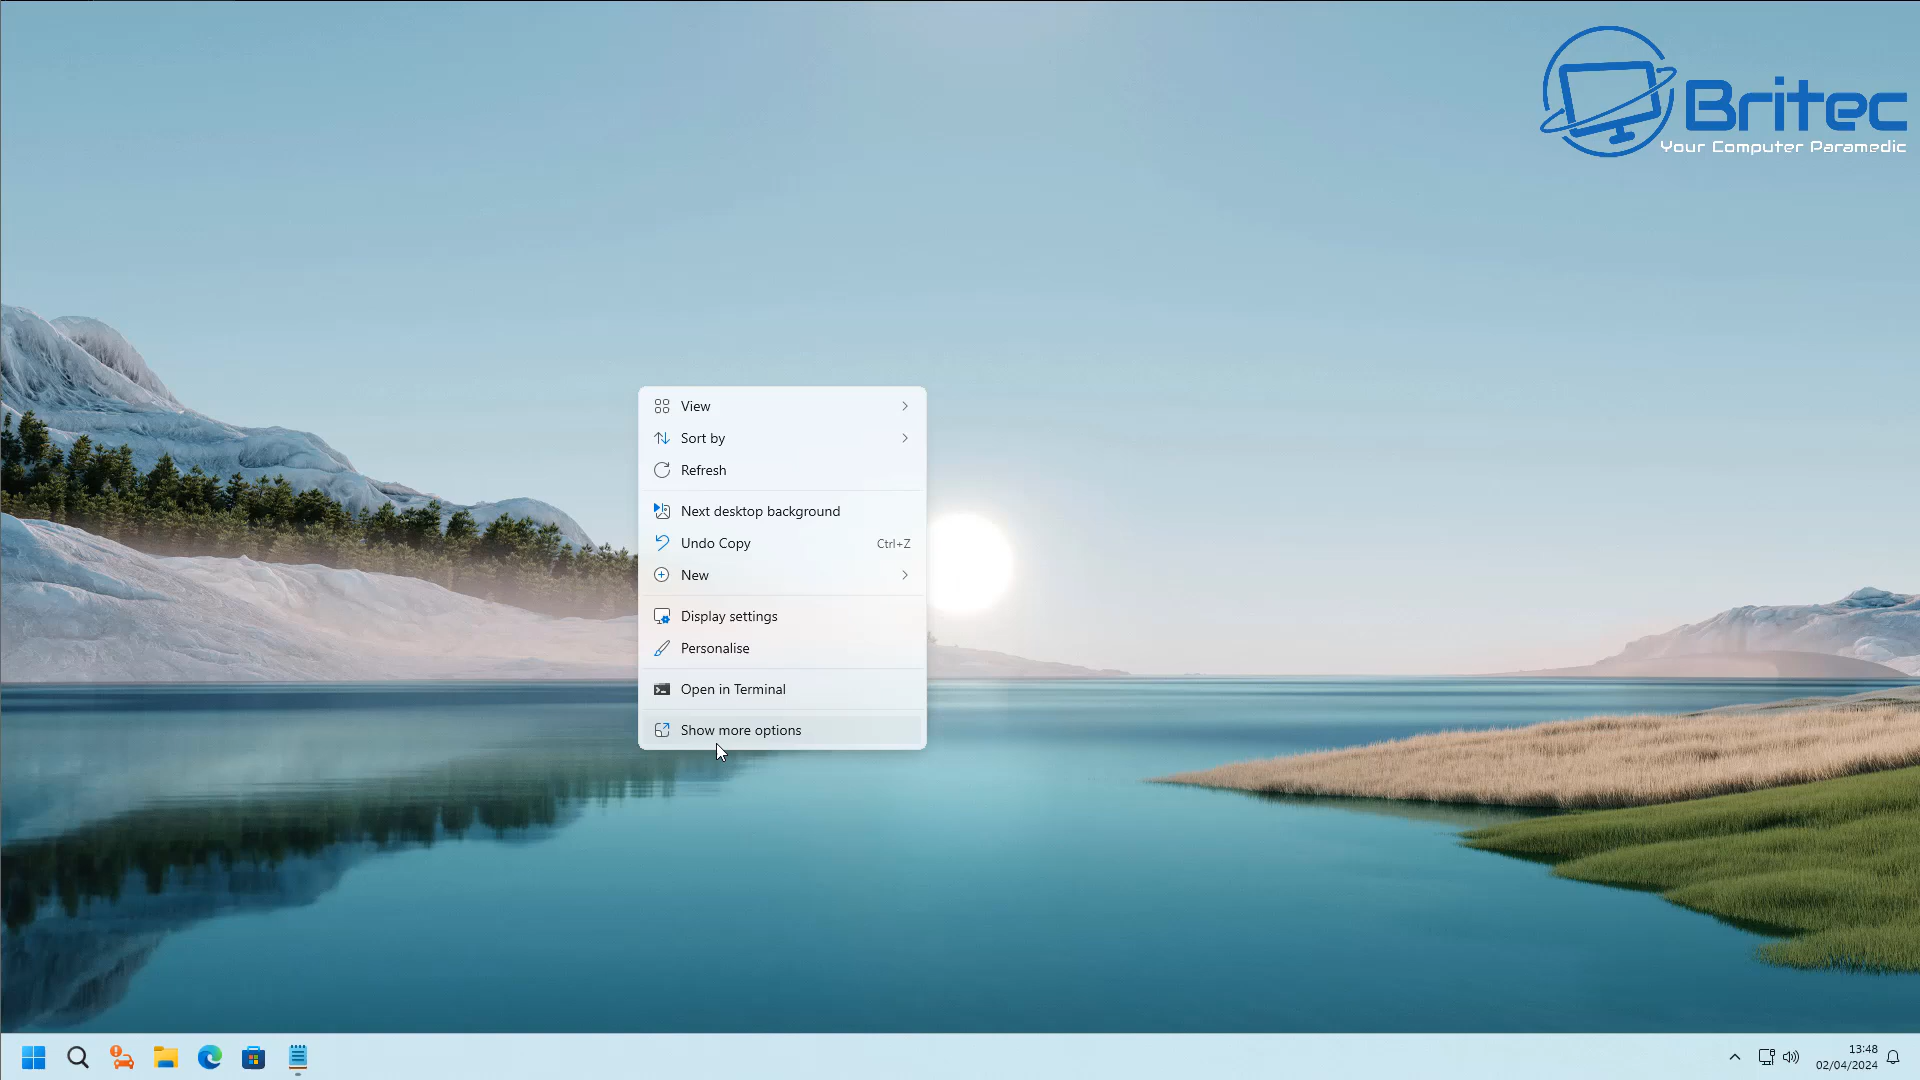 Britec
Your Computer Paramedic
View
Sort by
Refresh
Next desktop background
Undo Copy Ctrl+Z
New
Display settings
Personalise
Open in Terminal
Show more options
13:48
02/04/2024